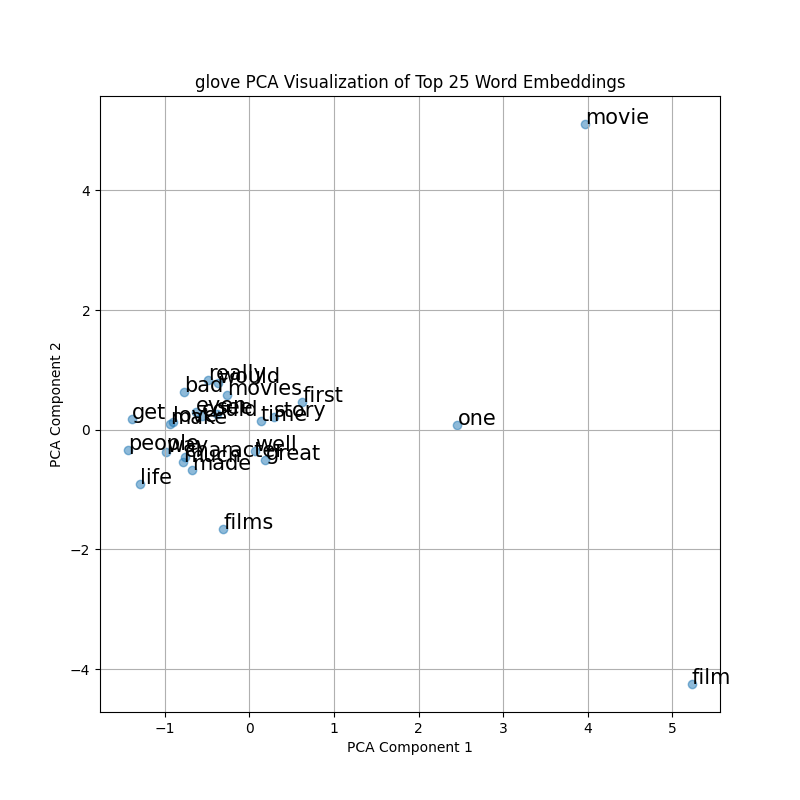 glove PCA Visualization of Top 25 Word Embeddings
movie
4
2
really
would
bad
movies
first
even
see
get
love
make
time
story
one
0
people
way
character
well
much
great
made
life
films
−2
−4
film
−1
0
1
2
3
4
5
PCA Component 1
PCA Component 2